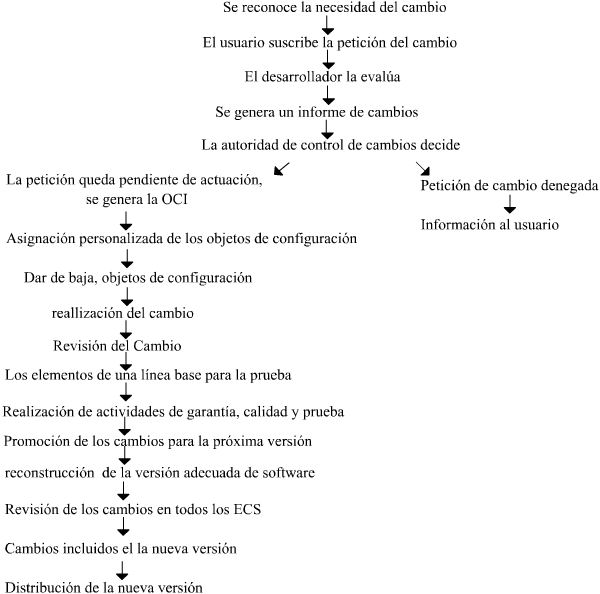 Se reconoce la necesidad del cambio
El usuario suscribe la petición del cambio
El desarrollador la evalúa
Se genera un informe de cambios
La autoridad de control de cambios decide
La petición queda pendiente de actuación,
se genera la OCI
Asignación personalizada de los objetos de configuración
Dar de baja, objetos de configuración
reallización del cambio
Revisión del Cambio
Los elementos de una línea base para la prueba
Realización de actividades de garantía, calidad y prueba
Promoción de los cambios para la próxima versión
reconstrucción de la versión adecuada de software
Revisión de los cambios en todos los ECS
Cambios incluidos el la nueva versión
Distribución de la nueva versión
Petición de cambio denegada
Información al usuario